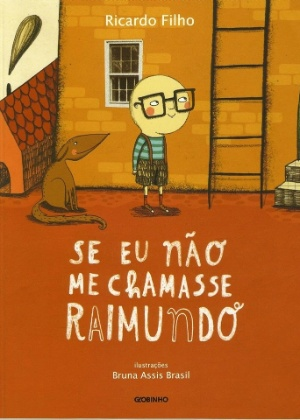 Ricardo Filho
SE EU NÃO
ME CHAMASSE
RAIMUNDO
ilustrações
Bruna Assis Brasil
GLOBINHO